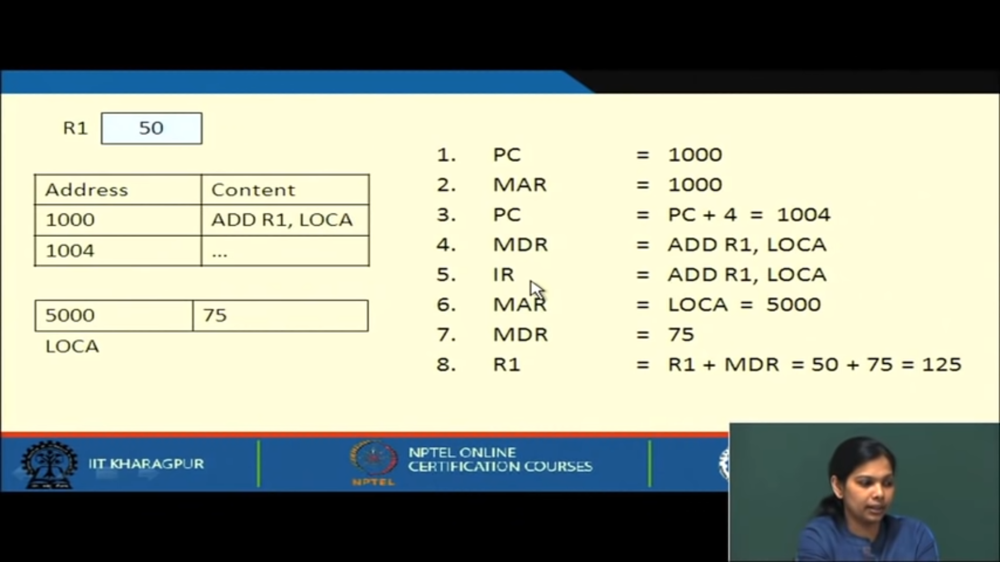 R1 50
Address Content
1000 ADD R1, LOCA
1004 ...
5000 75
LOCA
1. PC = 1000
2. MAR = 1000
3. PC = PC + 4 = 1004
4. MDR = ADD R1, LOCA
5. IR = ADD R1, LOCA
6. MAR = LOCA = 5000
7. MDR = 75
8. R1 = R1 + MDR = 50 + 75 = 125
IIT KHARAGPUR
NPTEL ONLINE
CERTIFICATION COURSES
NPTEL